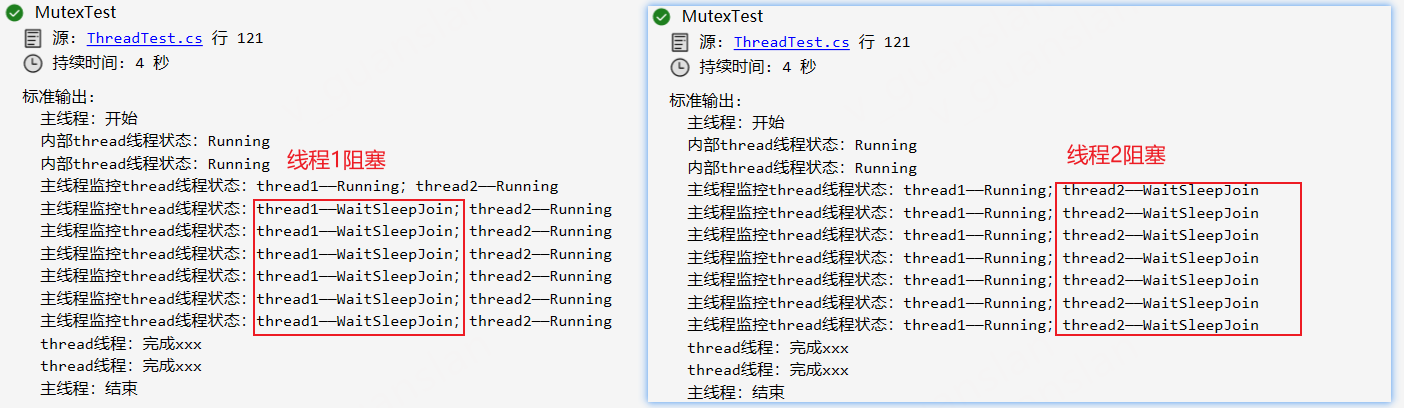 MutexTest
源: ThreadTest.cs 行 121
持续时间: 4 秒
标准输出:
主线程: 开始
内部thread线程状态: Running
内部thread线程状态: Running
线程1阻塞
主线程监控thread线程状态: thread1——Running; thread2——Running
主线程监控thread线程状态: thread1——WaitSleepJoin; thread2——Running
主线程监控thread线程状态: thread1——WaitSleepJoin; thread2——Running
主线程监控thread线程状态: thread1——WaitSleepJoin; thread2——Running
主线程监控thread线程状态: thread1——WaitSleepJoin; thread2——Running
主线程监控thread线程状态: thread1——WaitSleepJoin; thread2——Running
主线程监控thread线程状态: thread1——WaitSleepJoin; thread2——Running
thread线程: 完成xxx
thread线程: 完成xxx
主线程: 结束
MutexTest
源: ThreadTest.cs 行 121
持续时间: 4 秒
标准输出:
主线程: 开始
内部thread线程状态: Running
线程2阻塞
内部thread线程状态: Running
主线程监控thread线程状态: thread1——Running; thread2——WaitSleepJoin
主线程监控thread线程状态: thread1——Running; thread2——WaitSleepJoin
主线程监控thread线程状态: thread1——Running; thread2——WaitSleepJoin
主线程监控thread线程状态: thread1——Running; thread2——WaitSleepJoin
主线程监控thread线程状态: thread1——Running; thread2——WaitSleepJoin
主线程监控thread线程状态: thread1——Running; thread2——WaitSleepJoin
主线程监控thread线程状态: thread1——Running; thread2——WaitSleepJoin
thread线程: 完成xxx
thread线程: 完成xxx
主线程: 结束